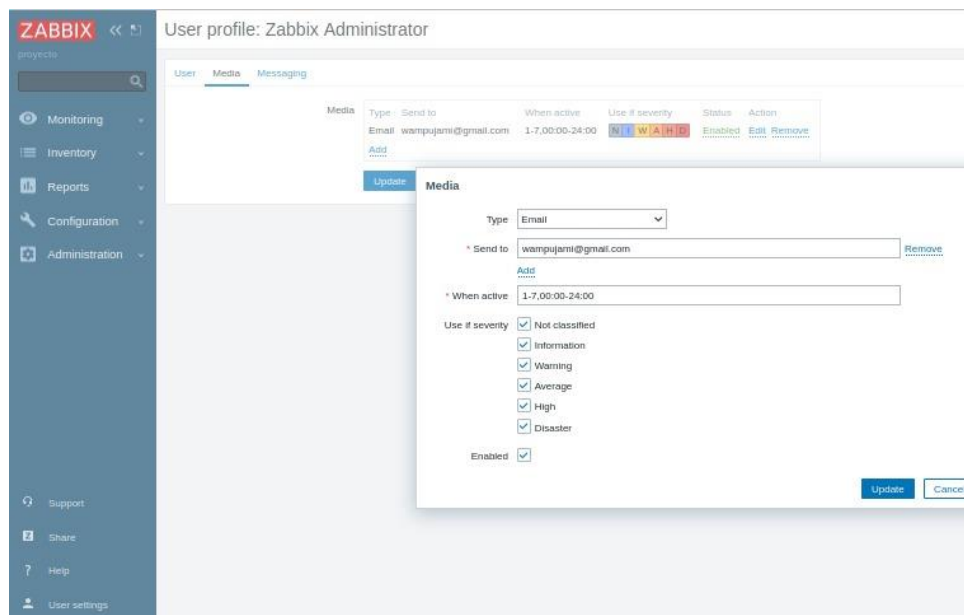 ZABBIX
User profile: Zabbix Administrator
proyecto
User Media Messaging
Monitoring
Inventory
Reports
Configuration
Administration
Support
Share
Help
User settings
Media
Type Send to When active Use if severity Status Action
Email wampujami@gmail.com 1-7,00:00-24:00 N I W A H D Enabled Edit Remove
Add
Update
Media
Type Email
* Send to wampujami@gmail.com Remove
Add
* When active 1-7,00:00-24:00
Use if severity Not classified
Information
Warning
Average
High
Disaster
Enabled
Update Cance